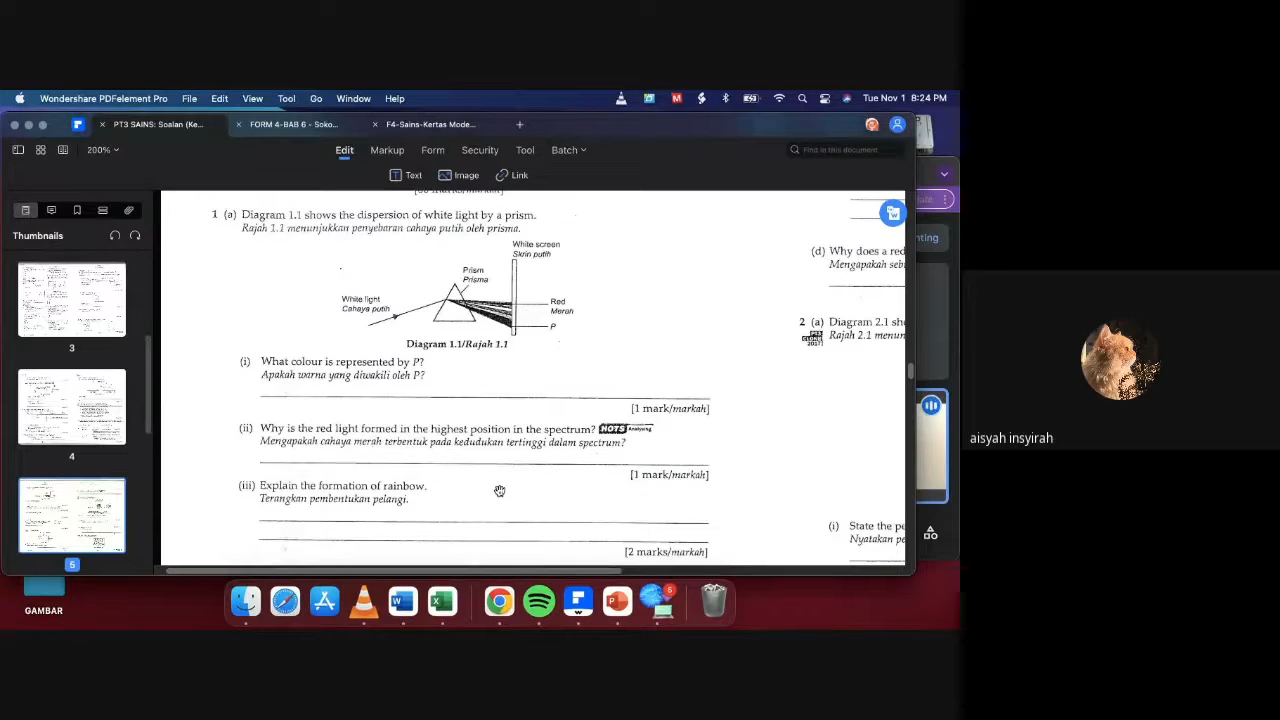 Wondershare PDFelement Pro File Edit View Tool Go Window Help
Tue Nov 1 8:24 PM
PT3 SAINS: Soalan (Ke...
FORM 4-BAB 6 - Soko...
F4-Sains-Kertas Mode...
200%
Edit Markup Form Security Tool Batch
Find in this document
Text Image Link
Thumbnails
3
4
5
1 (a) Diagram 1.1 shows the dispersion of white light by a prism.
Rajah 1.1 menunjukkan penyebaran cahaya putih oleh prisma.
White screen
Skrin putih
Prism
Prisma
White light
Cahaya putih
Red
Merah
P
Diagram 1.1/Rajah 1.1
(i) What colour is represented by P?
Apakah warna yang diwakili oleh P?
[1 mark/markah]
(ii) Why is the red light formed in the highest position in the spectrum? HOTS Analysing
Mengapakah cahaya merah terbentuk pada kedudukan tertinggi dalam spectrum?
[1 mark/markah]
(iii) Explain the formation of rainbow.
Terangkan pembentukan pelangi.
[2 marks/markah]
(d) Why does a red
Mengapakah seb
2 (a) Diagram 2.1 sh
Rajah 2.1 menun
(i) State the pe
Nyatakan pe
nting
GAMBAR
W
X
P
6
aisyah insyirah